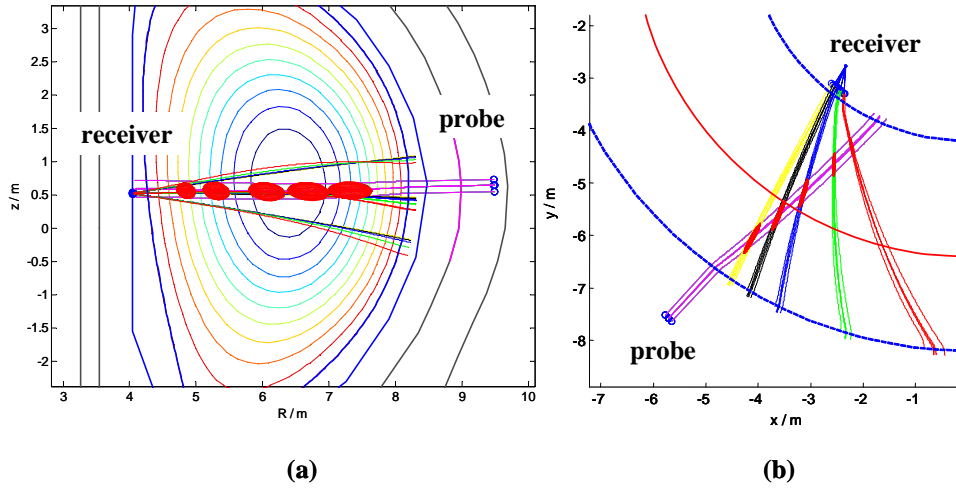 3
2.5
2
1.5
1
0.5
0
-0.5
-1
-1.5
-2
z / m
receiver
probe
3 4 5 6 7 8 9 10
R / m
(a)
-2
-3
-4
-5
-6
-7
-8
y / m
receiver
probe
-7 -6 -5 -4 -3 -2 -1
x / m
(b)